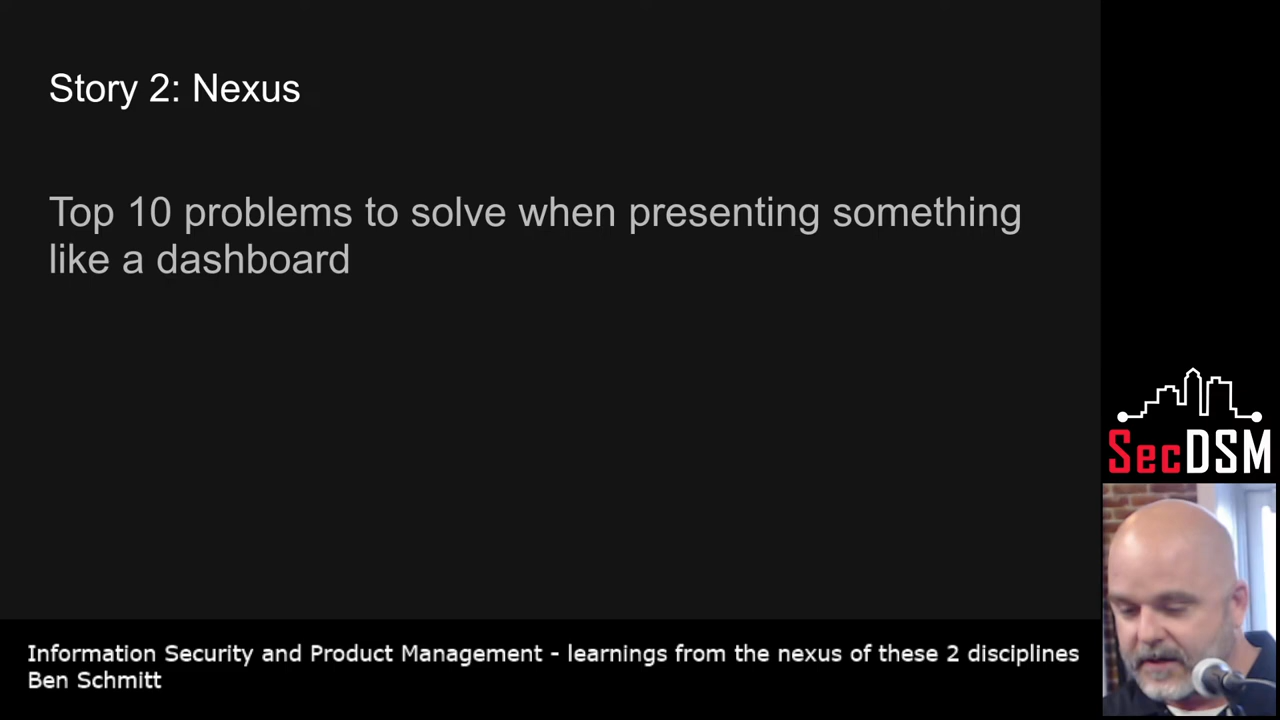 Story 2: Nexus
Top 10 problems to solve when presenting something
like a dashboard
SecDSM
Information Security and Product Management - learnings from the nexus of these 2 disciplines
Ben Schmitt